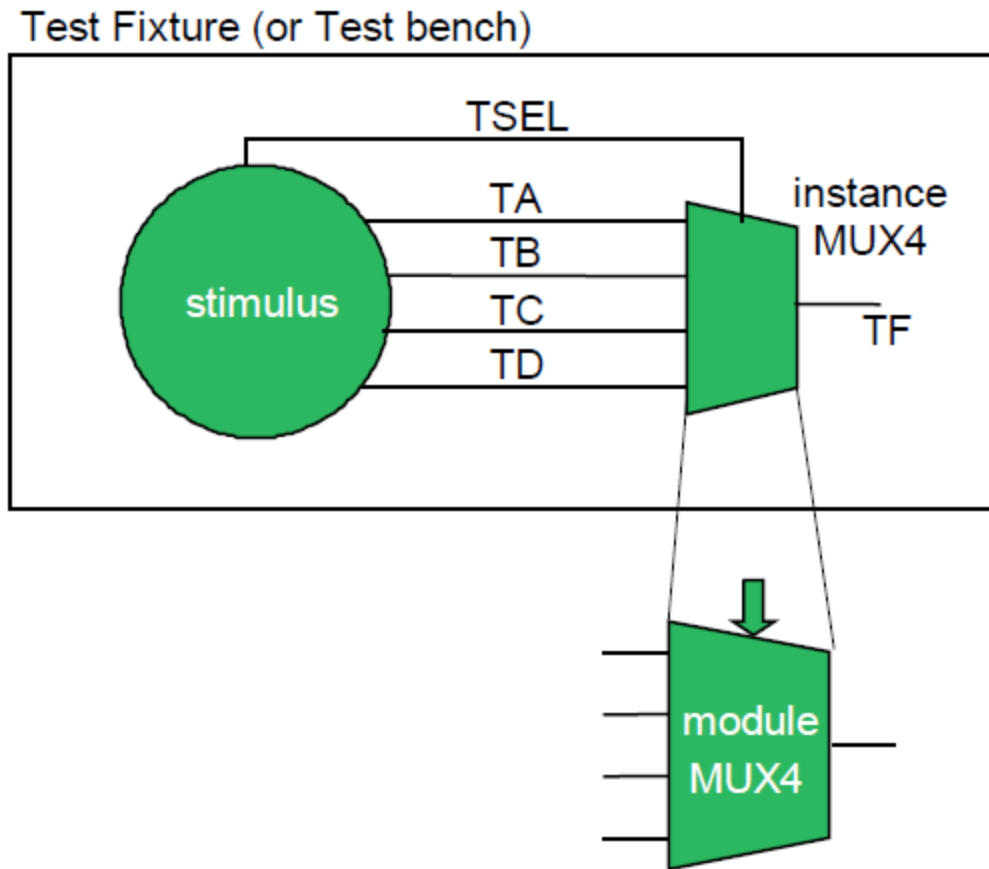 Test Fixture (or Test bench)
TSEL
TA
instance
MUX4
TB
stimulus
TC
TF
TD
module
MUX4